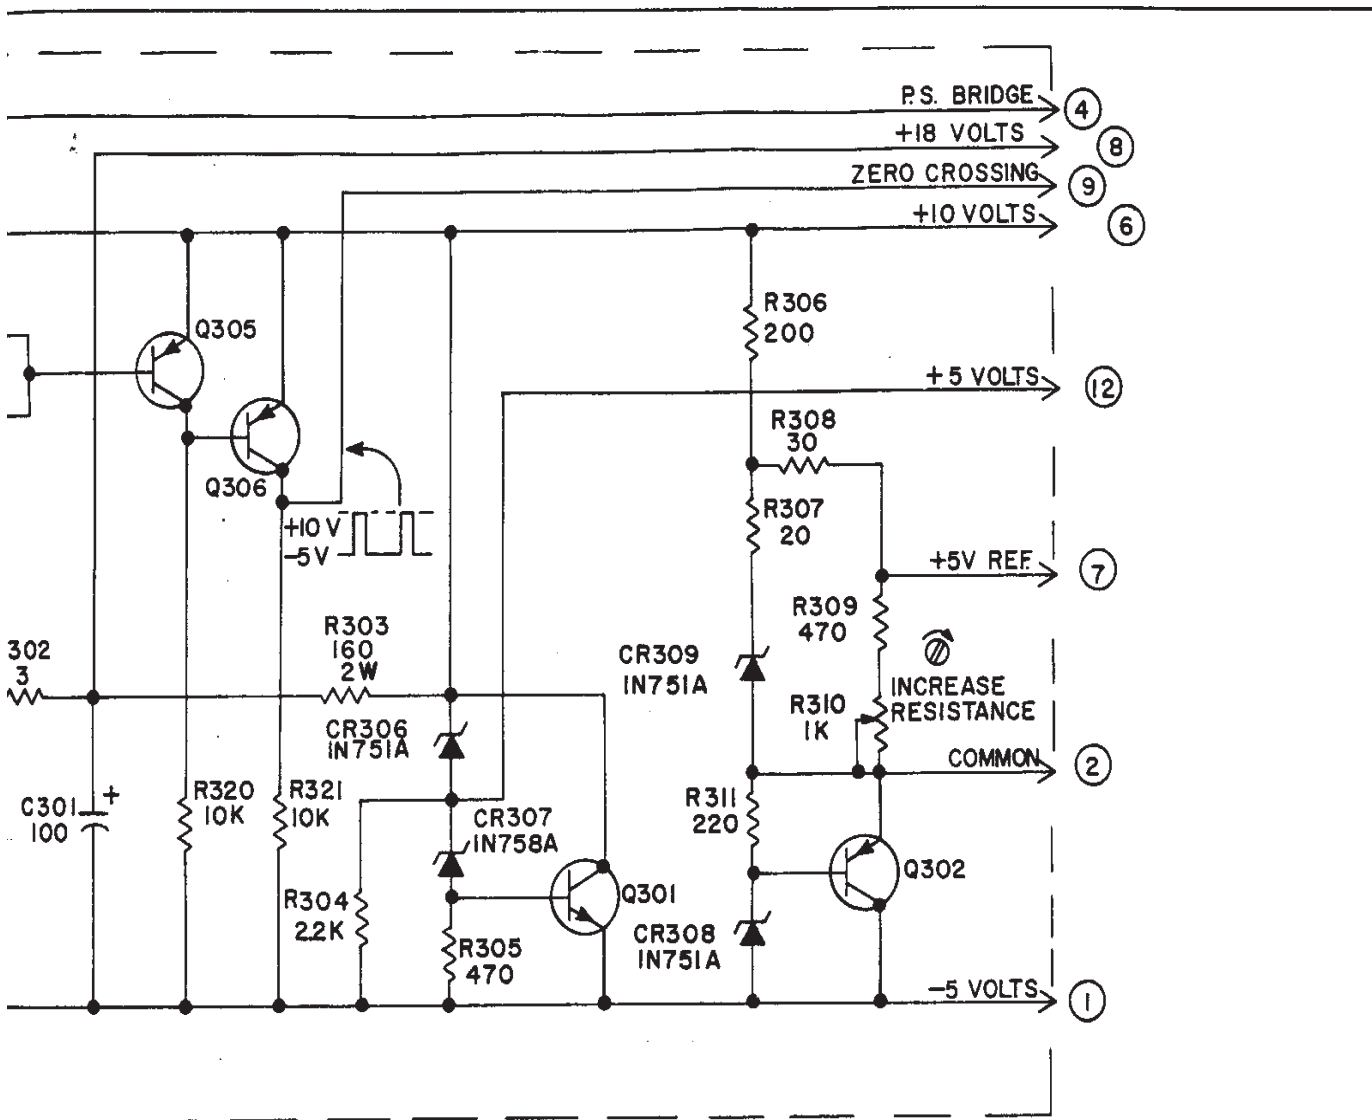 P.S. BRIDGE
4
+18 VOLTS
8
ZERO CROSSING
9
+10 VOLTS
6
Q305
R306
200
+5 VOLTS
12
R308
30
Q306
+10 V
-5V
R307
20
+5V REF.
7
R309
470
302
3
R303
160
2W
CR309
IN751A
INCREASE
RESISTANCE
R310
1K
CR306
IN751A
COMMON
2
C301
+
100
R320
10K
R321
10K
CR307
IN758A
R311
220
Q302
R304
2.2K
Q301
R305
470
CR308
IN751A
-5 VOLTS
1